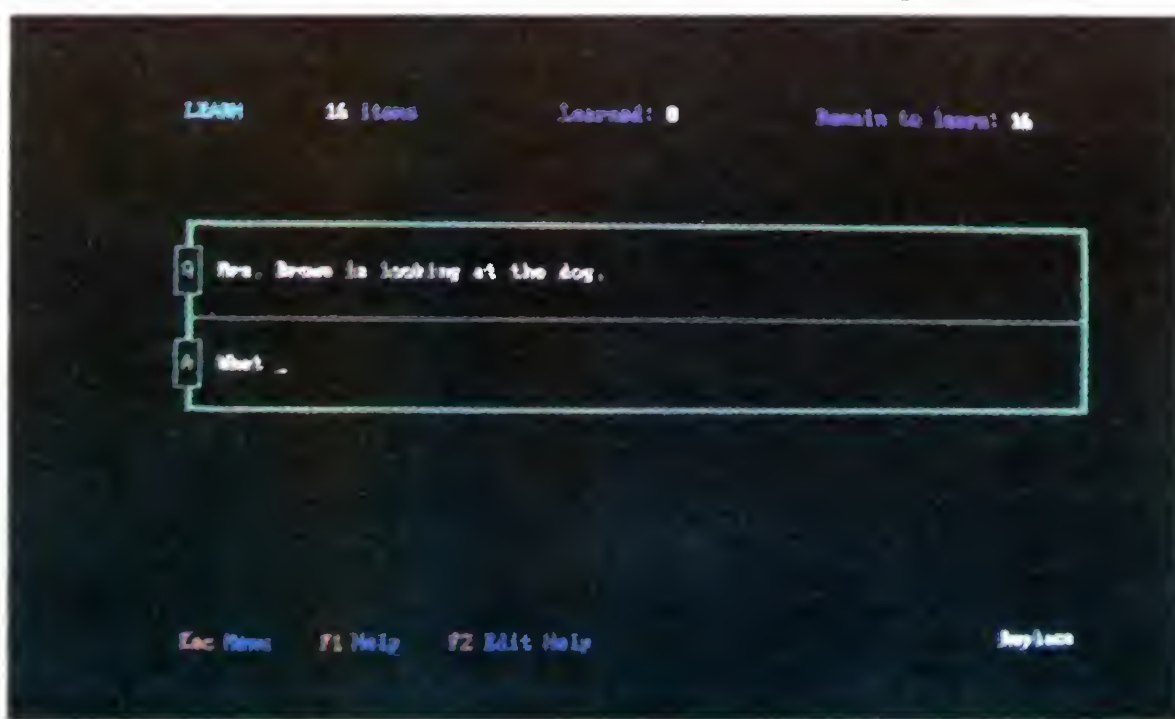 LEARN 16 Items Learned: 0 Remain to learn: 16
Q Mrs. Brown is looking at the dog.
A What _
Esc Menu F1 Help F2 Edit Help Replace